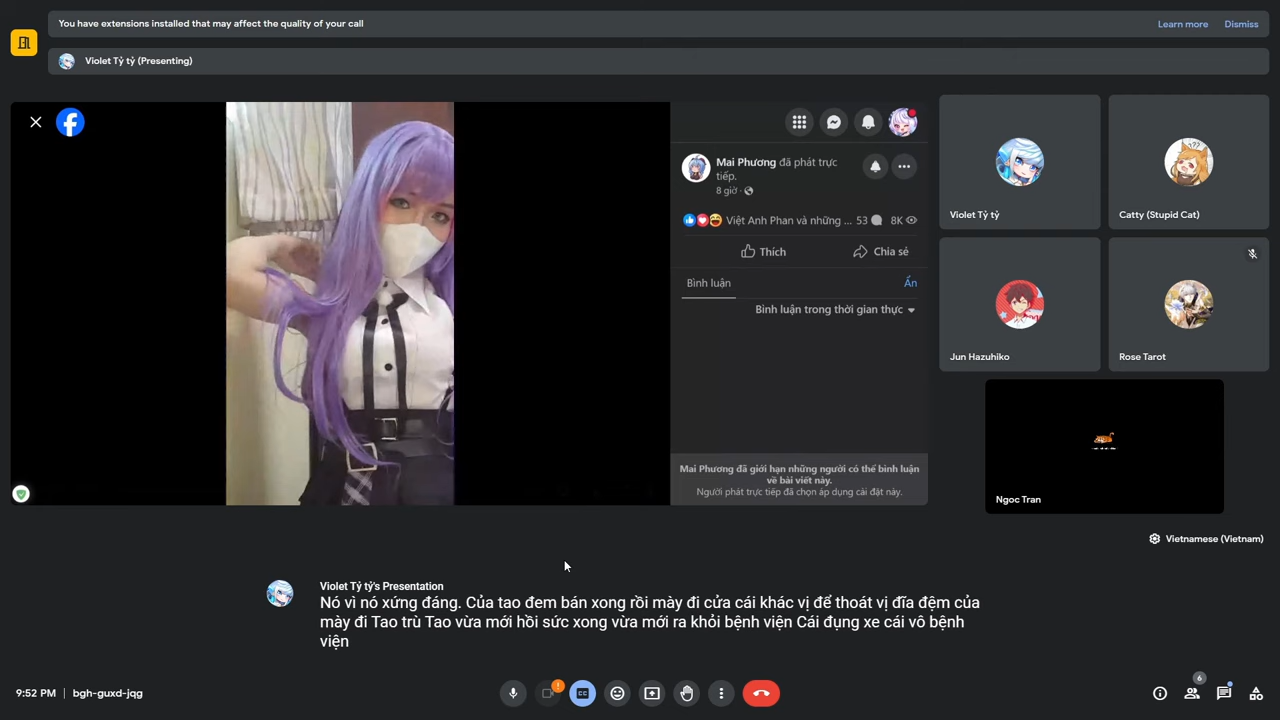 You have extensions installed that may affect the quality of your call
Learn more
Dismiss
Violet Tỷ tỷ (Presenting)
Mai Phương đã phát trực
tiếp.
8 giờ ·
Việt Anh Phan và những ... 53
8K
Thích
Chia sẻ
Bình luận
Ẩn
Bình luận trong thời gian thực
Mai Phương đã giới hạn những người có thể bình luận
về bài viết này.
Người phát trực tiếp đã chọn áp dụng cài đặt này.
Violet Tỷ tỷ
???
Catty (Stupid Cat)
Jun Hazuhiko
Rose Tarot
Ngoc Tran
Vietnamese (Vietnam)
Violet Tỷ tỷ's Presentation
Nó vì nó xứng đáng. Của tao đem bán xong rồi mày đi cửa cái khác vị để thoát vị đĩa đệm của
mày đi Tao trù Tao vừa mới hồi sức xong vừa mới ra khỏi bệnh viện Cái đụng xe cái vô bệnh
viện
9:52 PM | bgh-guxd-jqg
CC
6